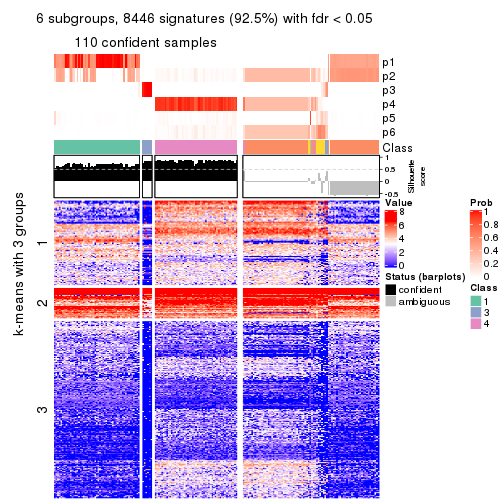 6 subgroups, 8446 signatures (92.5%) with fdr < 0.05
110 confident samples
p1
p2
p3
p4
p5
p6
Class
1
0.5
0
-0.5
Silhouette
score
k-means with 3 groups
1
2
3
Value
8
6
4
2
0
Status (barplots)
confident
ambiguous
Prob
1
0.8
0.6
0.4
0.2
0
Class
1
3
4